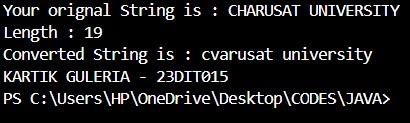 Your orignal String is : CHARUSAT UNIVERSITY
Length : 19
Converted String is : cvarusat university
KARTIK GULERIA - 23DIT015
PS C:\Users\HP\OneDrive\Desktop\CODES\JAVA>